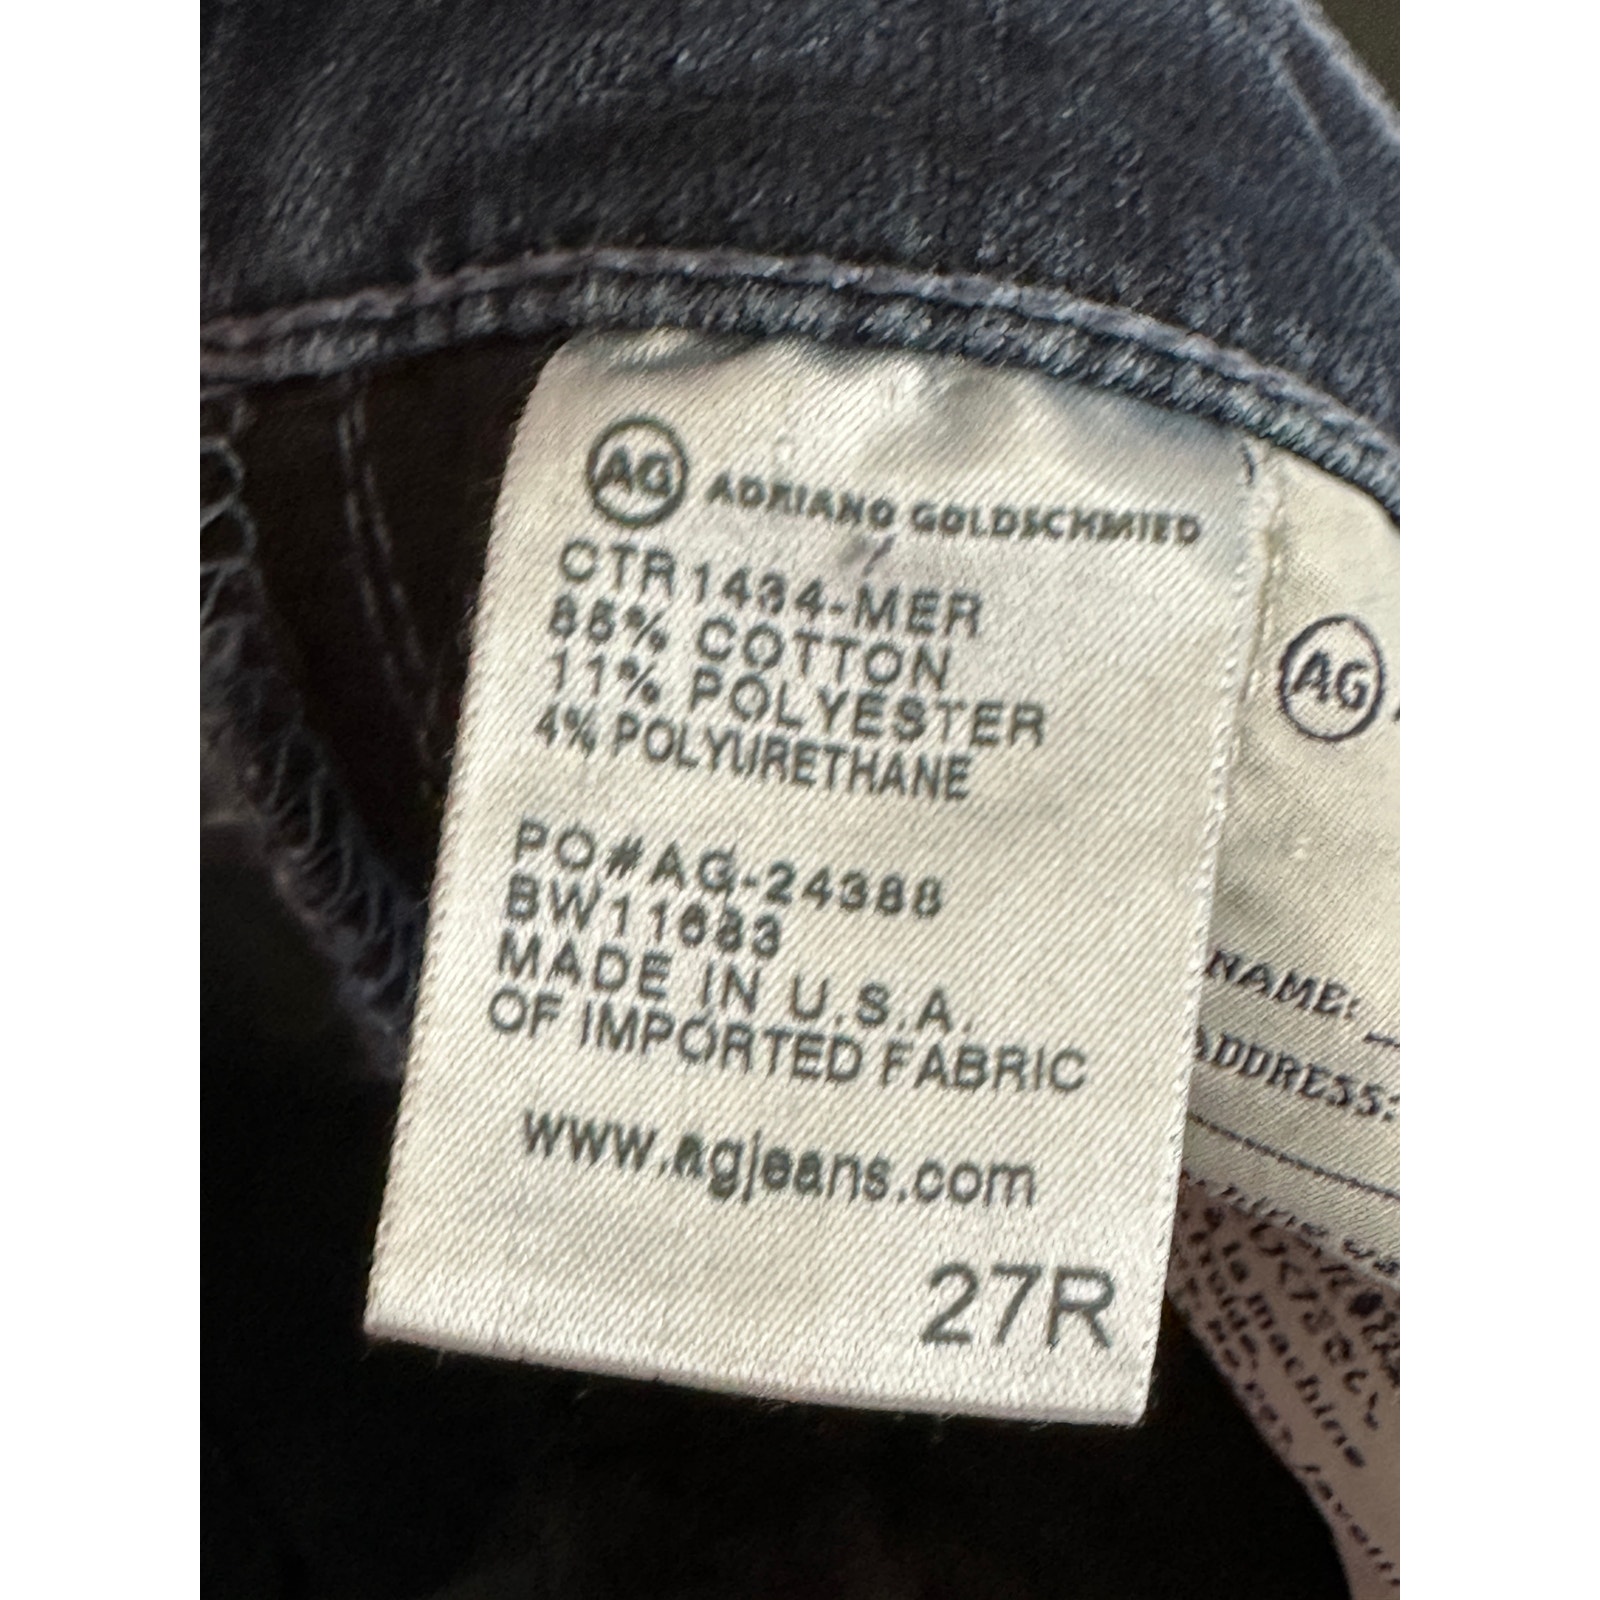 AG ADRIANO GOLDSCHMIED
CTR1434-MER
85% COTTON
11% POLYESTER
4% POLYURETHANE
PO#AG-24388
BW11683
MADE IN U.S.A.
OF IMPORTED FABRIC
www.agjeans.com
27R
AG
NAME:
ADDRESS:
machine